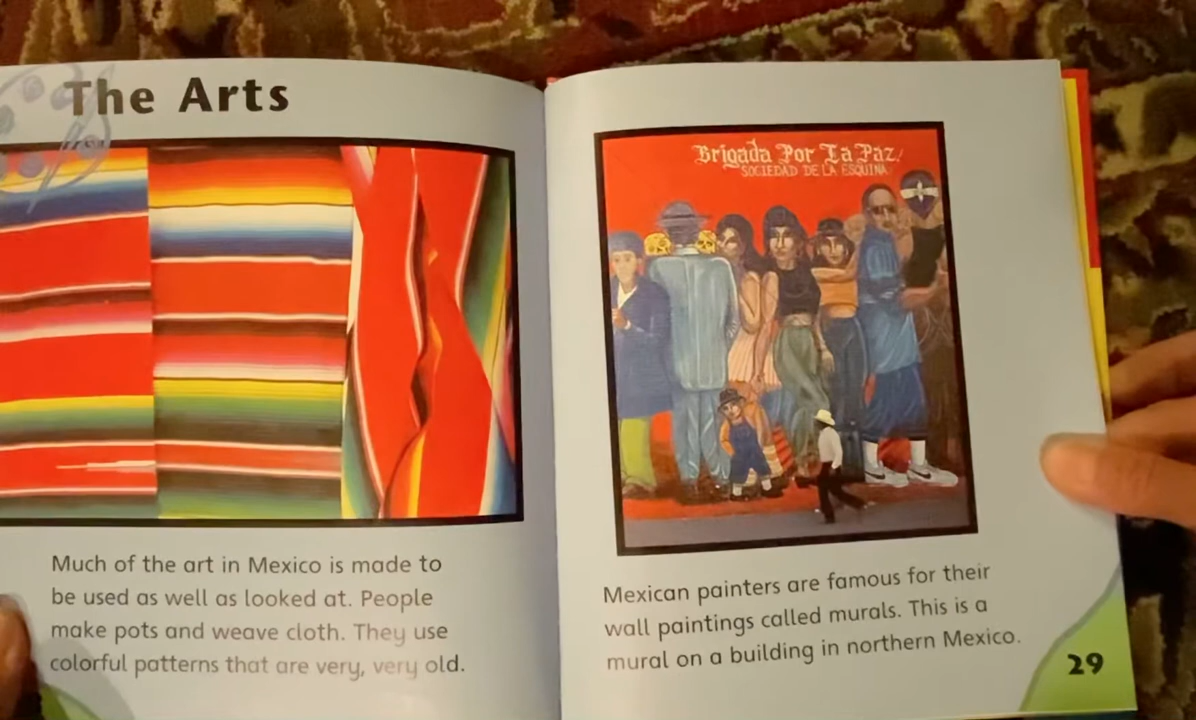 The Arts
Much of the art in Mexico is made to
be used as well as looked at. People
make pots and weave cloth. They use
colorful patterns that are very, very old.
Brigada Por La Paz!
SOCIEDAD DE LA ESQUINA
Mexican painters are famous for their
wall paintings called murals. This is a
mural on a building in northern Mexico.
29